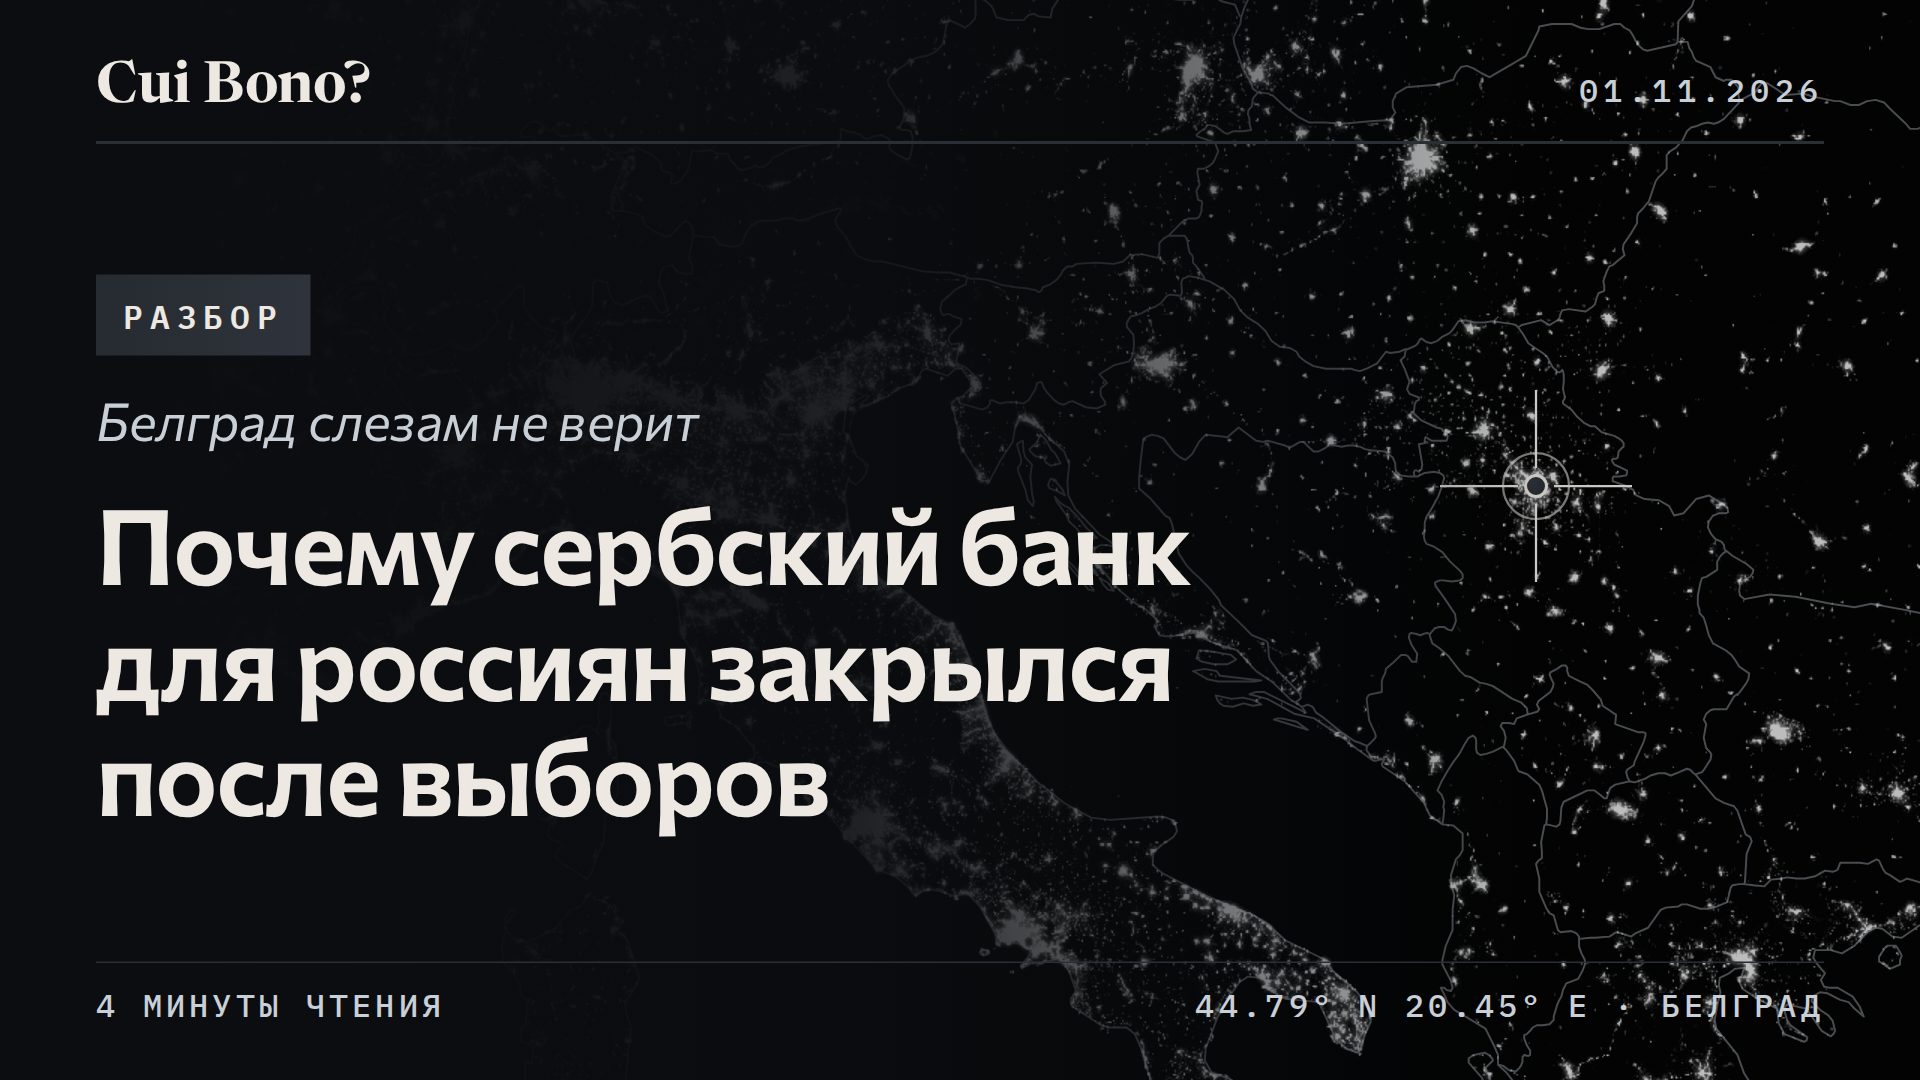 Cui Bono?
01.11.2026
РАЗБОР
Белград слезам не верит
Почему сербский банк
для россиян закрылся
после выборов
4 МИНУТЫ ЧТЕНИЯ
44.79° N 20.45° E · БЕЛГРАД